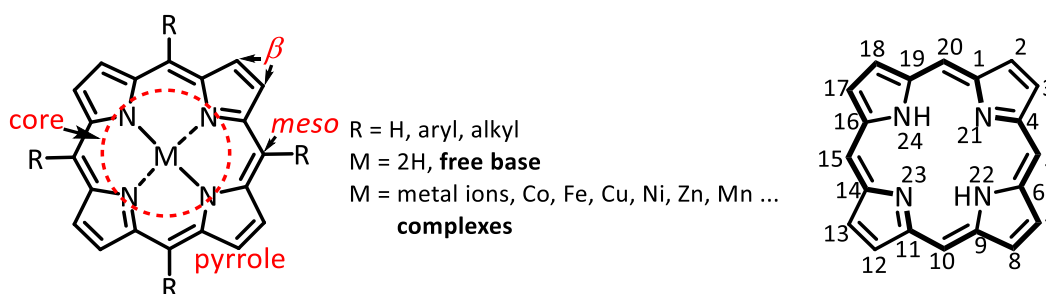 R
β
N
N
core
meso
R
M
R
N
N
pyrrole
R
R = H, aryl, alkyl
M = 2H, free base
M = metal ions, Co, Fe, Cu, Ni, Zn, Mn ...
complexes
20
18
19
1
2
17
3
NH
N
16
24
21
4
15
14
23
22
N
HN
6
13
11
9
12
10
8